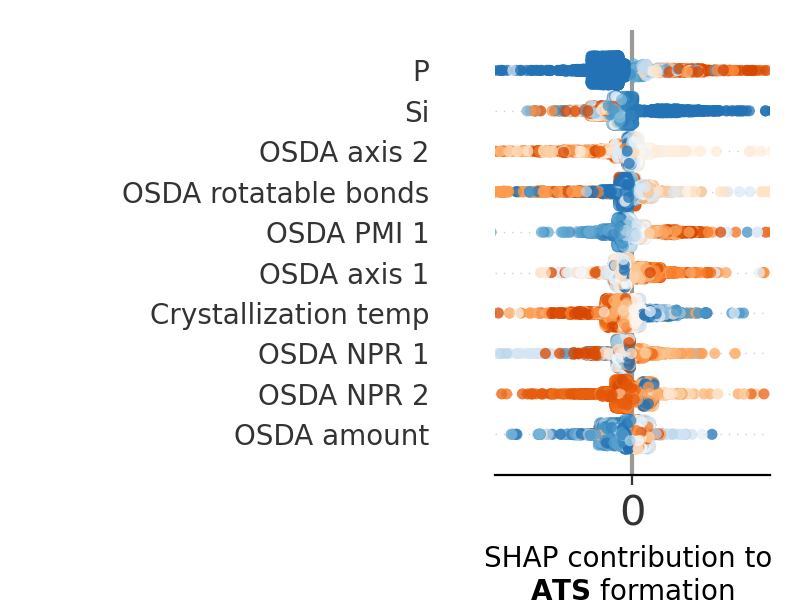 P
Si
OSDA axis 2
OSDA rotatable bonds
OSDA PMI 1
OSDA axis 1
Crystallization temp
OSDA NPR 1
OSDA NPR 2
OSDA amount
0
SHAP contribution to
ATS formation